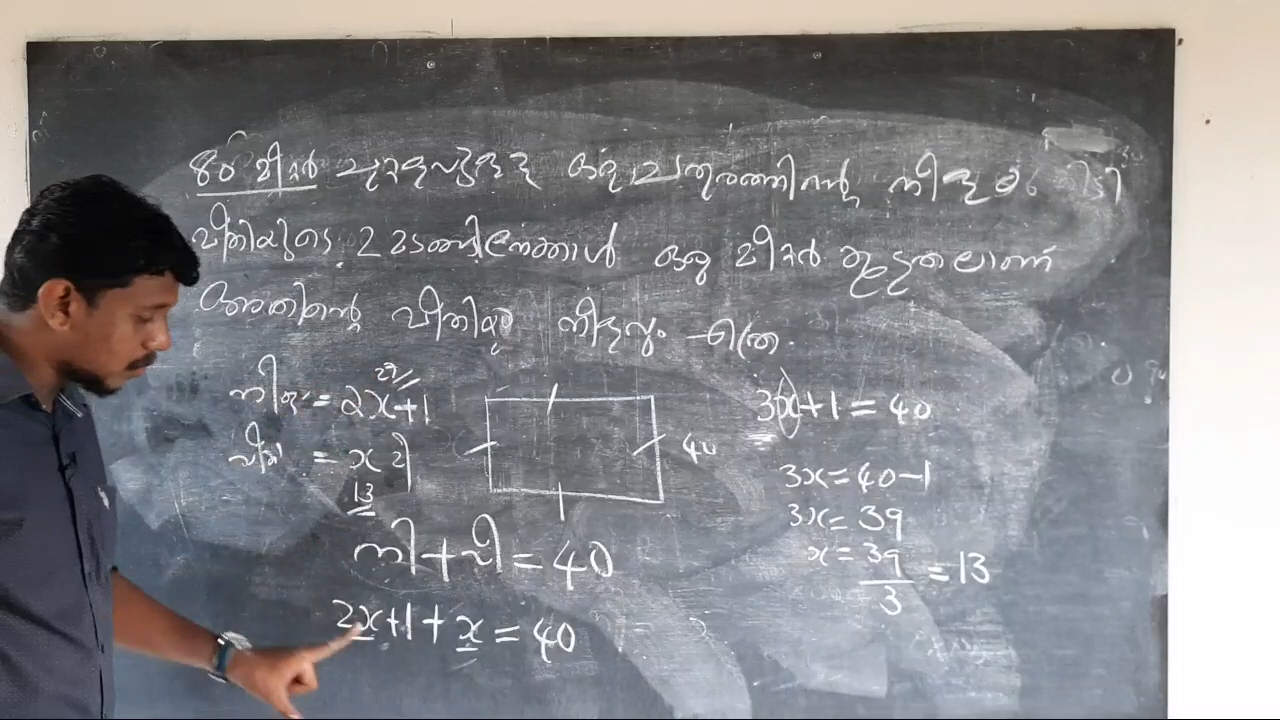 80 മീറ്റർ ചുറ്റളവുള്ള ഒരു ചതുരത്തിന്റെ നീളം
വീതിയുടെ 2 മടങ്ങിനേക്കാൾ ഒരു മീറ്റർ കൂടുതലാണ്
അതിന്റെ വീതിയും നീളവും എത്ര.
27
നീളം = 2x+1
3x+1 = 40
വീതി = x
40
13
3x = 40-1
3x = 39
നീ+വീ = 40
x = 39/3 = 13
2x+1+x = 40